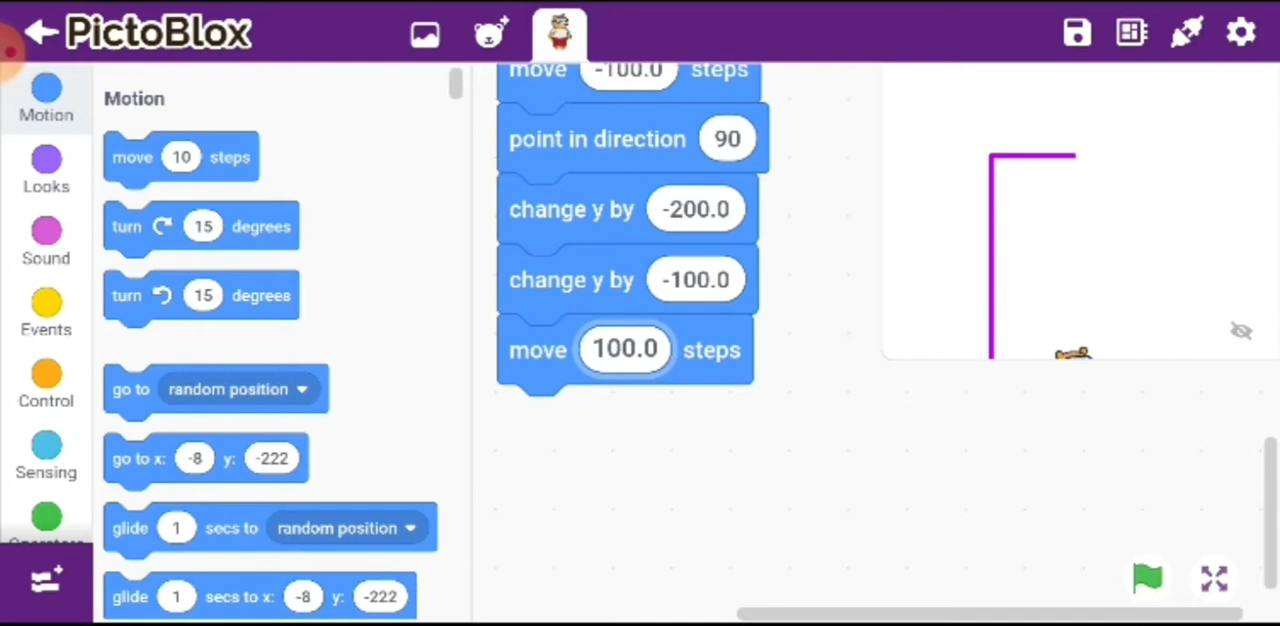 PictoBlox
Motion
Looks
Sound
Events
Control
Sensing
Operators
Motion
move 10 steps
turn 15 degrees
turn 15 degrees
go to random position
go to x: -8 y: -222
glide 1 secs to random position
glide 1 secs to x: -8 y: -222
move -100.0 steps
point in direction 90
change y by -200.0
change y by -100.0
move 100.0 steps